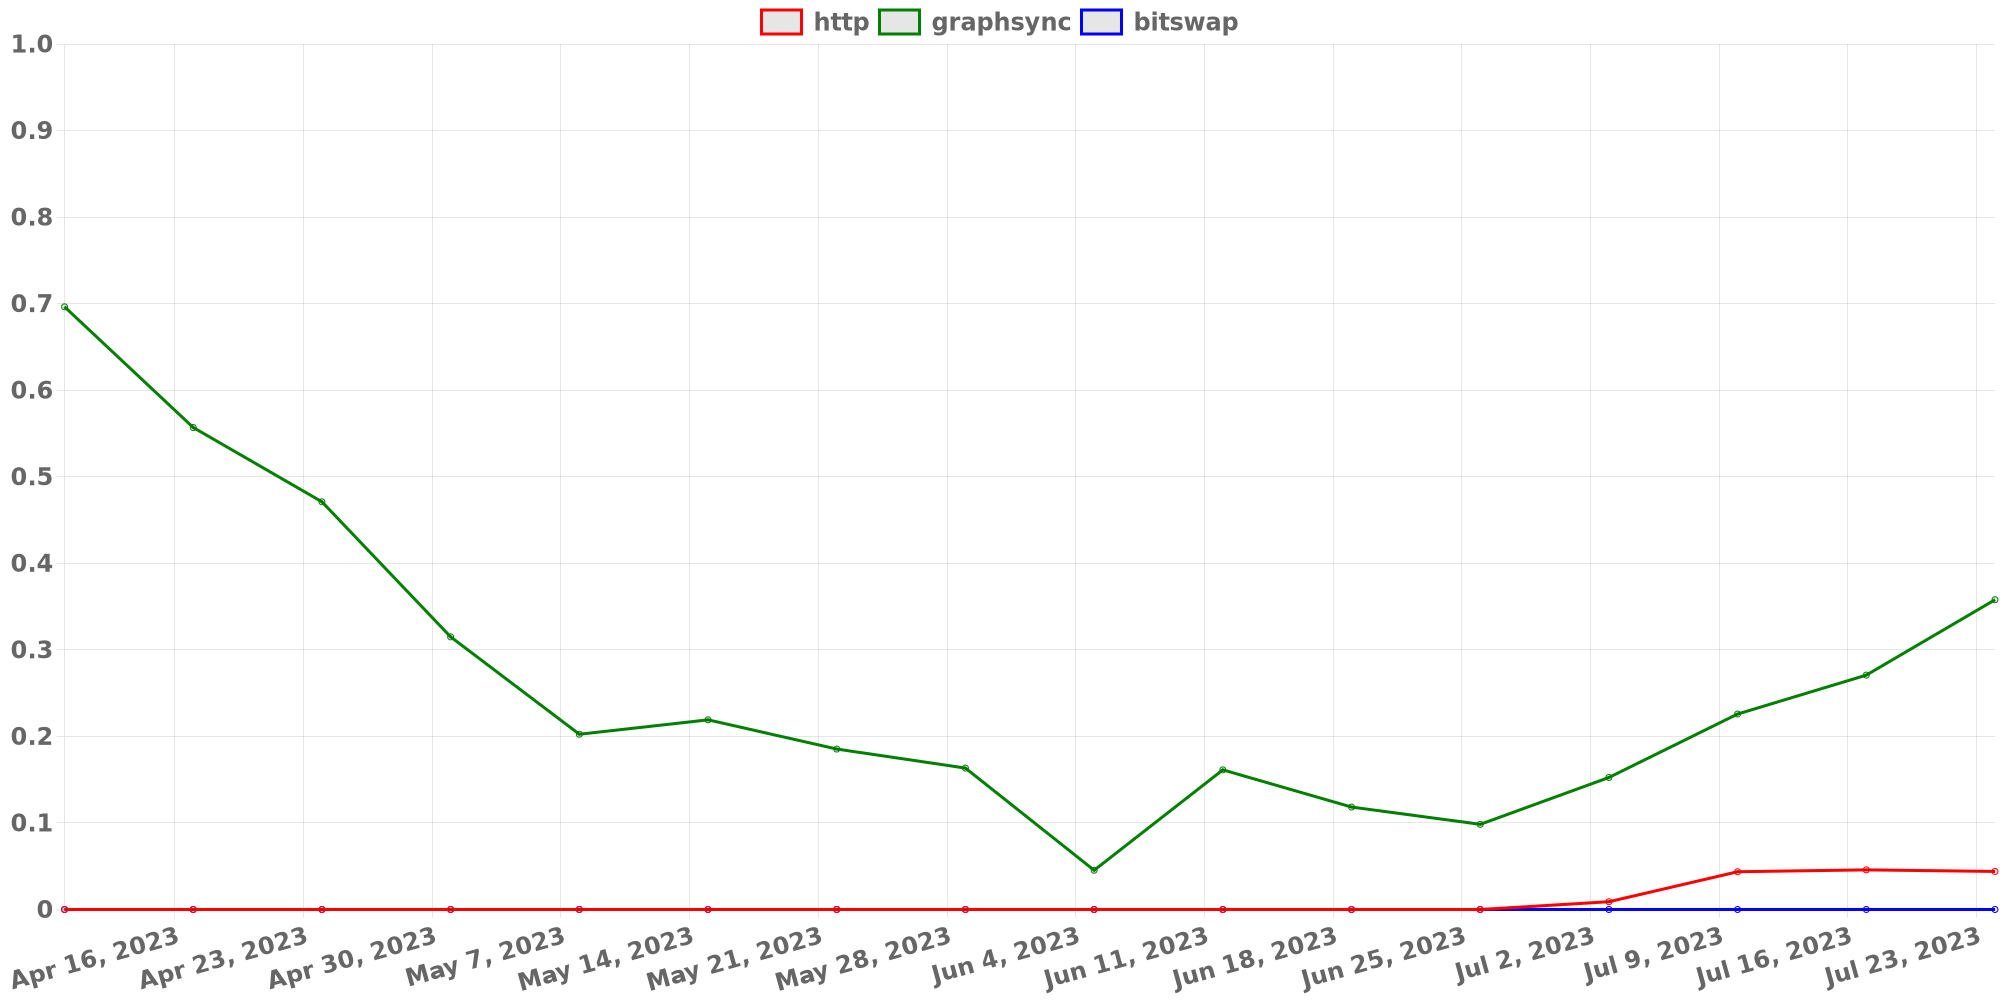 http graphsync bitswap
1.0
0.9
0.8
0.7
0.6
0.5
0.4
0.3
0.2
0.1
0
Apr 16, 2023
Apr 23, 2023
Apr 30, 2023
May 7, 2023
May 14, 2023
May 21, 2023
May 28, 2023
Jun 4, 2023
Jun 11, 2023
Jun 18, 2023
Jun 25, 2023
Jul 2, 2023
Jul 9, 2023
Jul 16, 2023
Jul 23, 2023